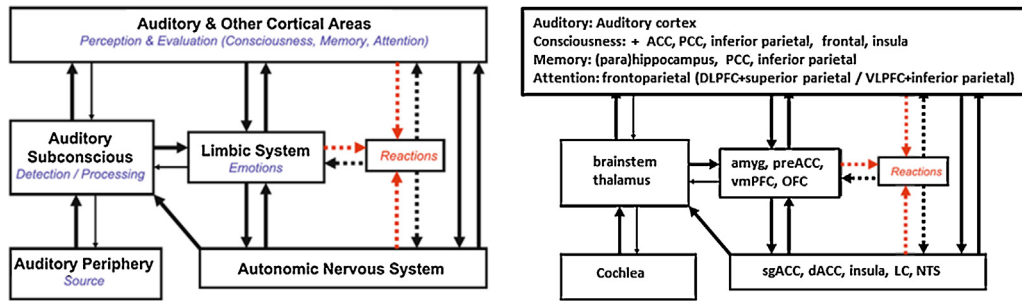 Auditory & Other Cortical Areas
Perception & Evaluation (Consciousness, Memory, Attention)
Auditory
Subconscious
Detection / Processing
Limbic System
Emotions
Reactions
Auditory Periphery
Source
Autonomic Nervous System
Auditory: Auditory cortex
Consciousness: + ACC, PCC, inferior parietal, frontal, insula
Memory: (para)hippocampus, PCC, inferior parietal
Attention: frontoparietal (DLPFC+superior parietal / VLPFC+inferior parietal)
brainstem
thalamus
amyg, preACC,
vmPFC, OFC
Reactions
Cochlea
sgACC, dACC, insula, LC, NTS